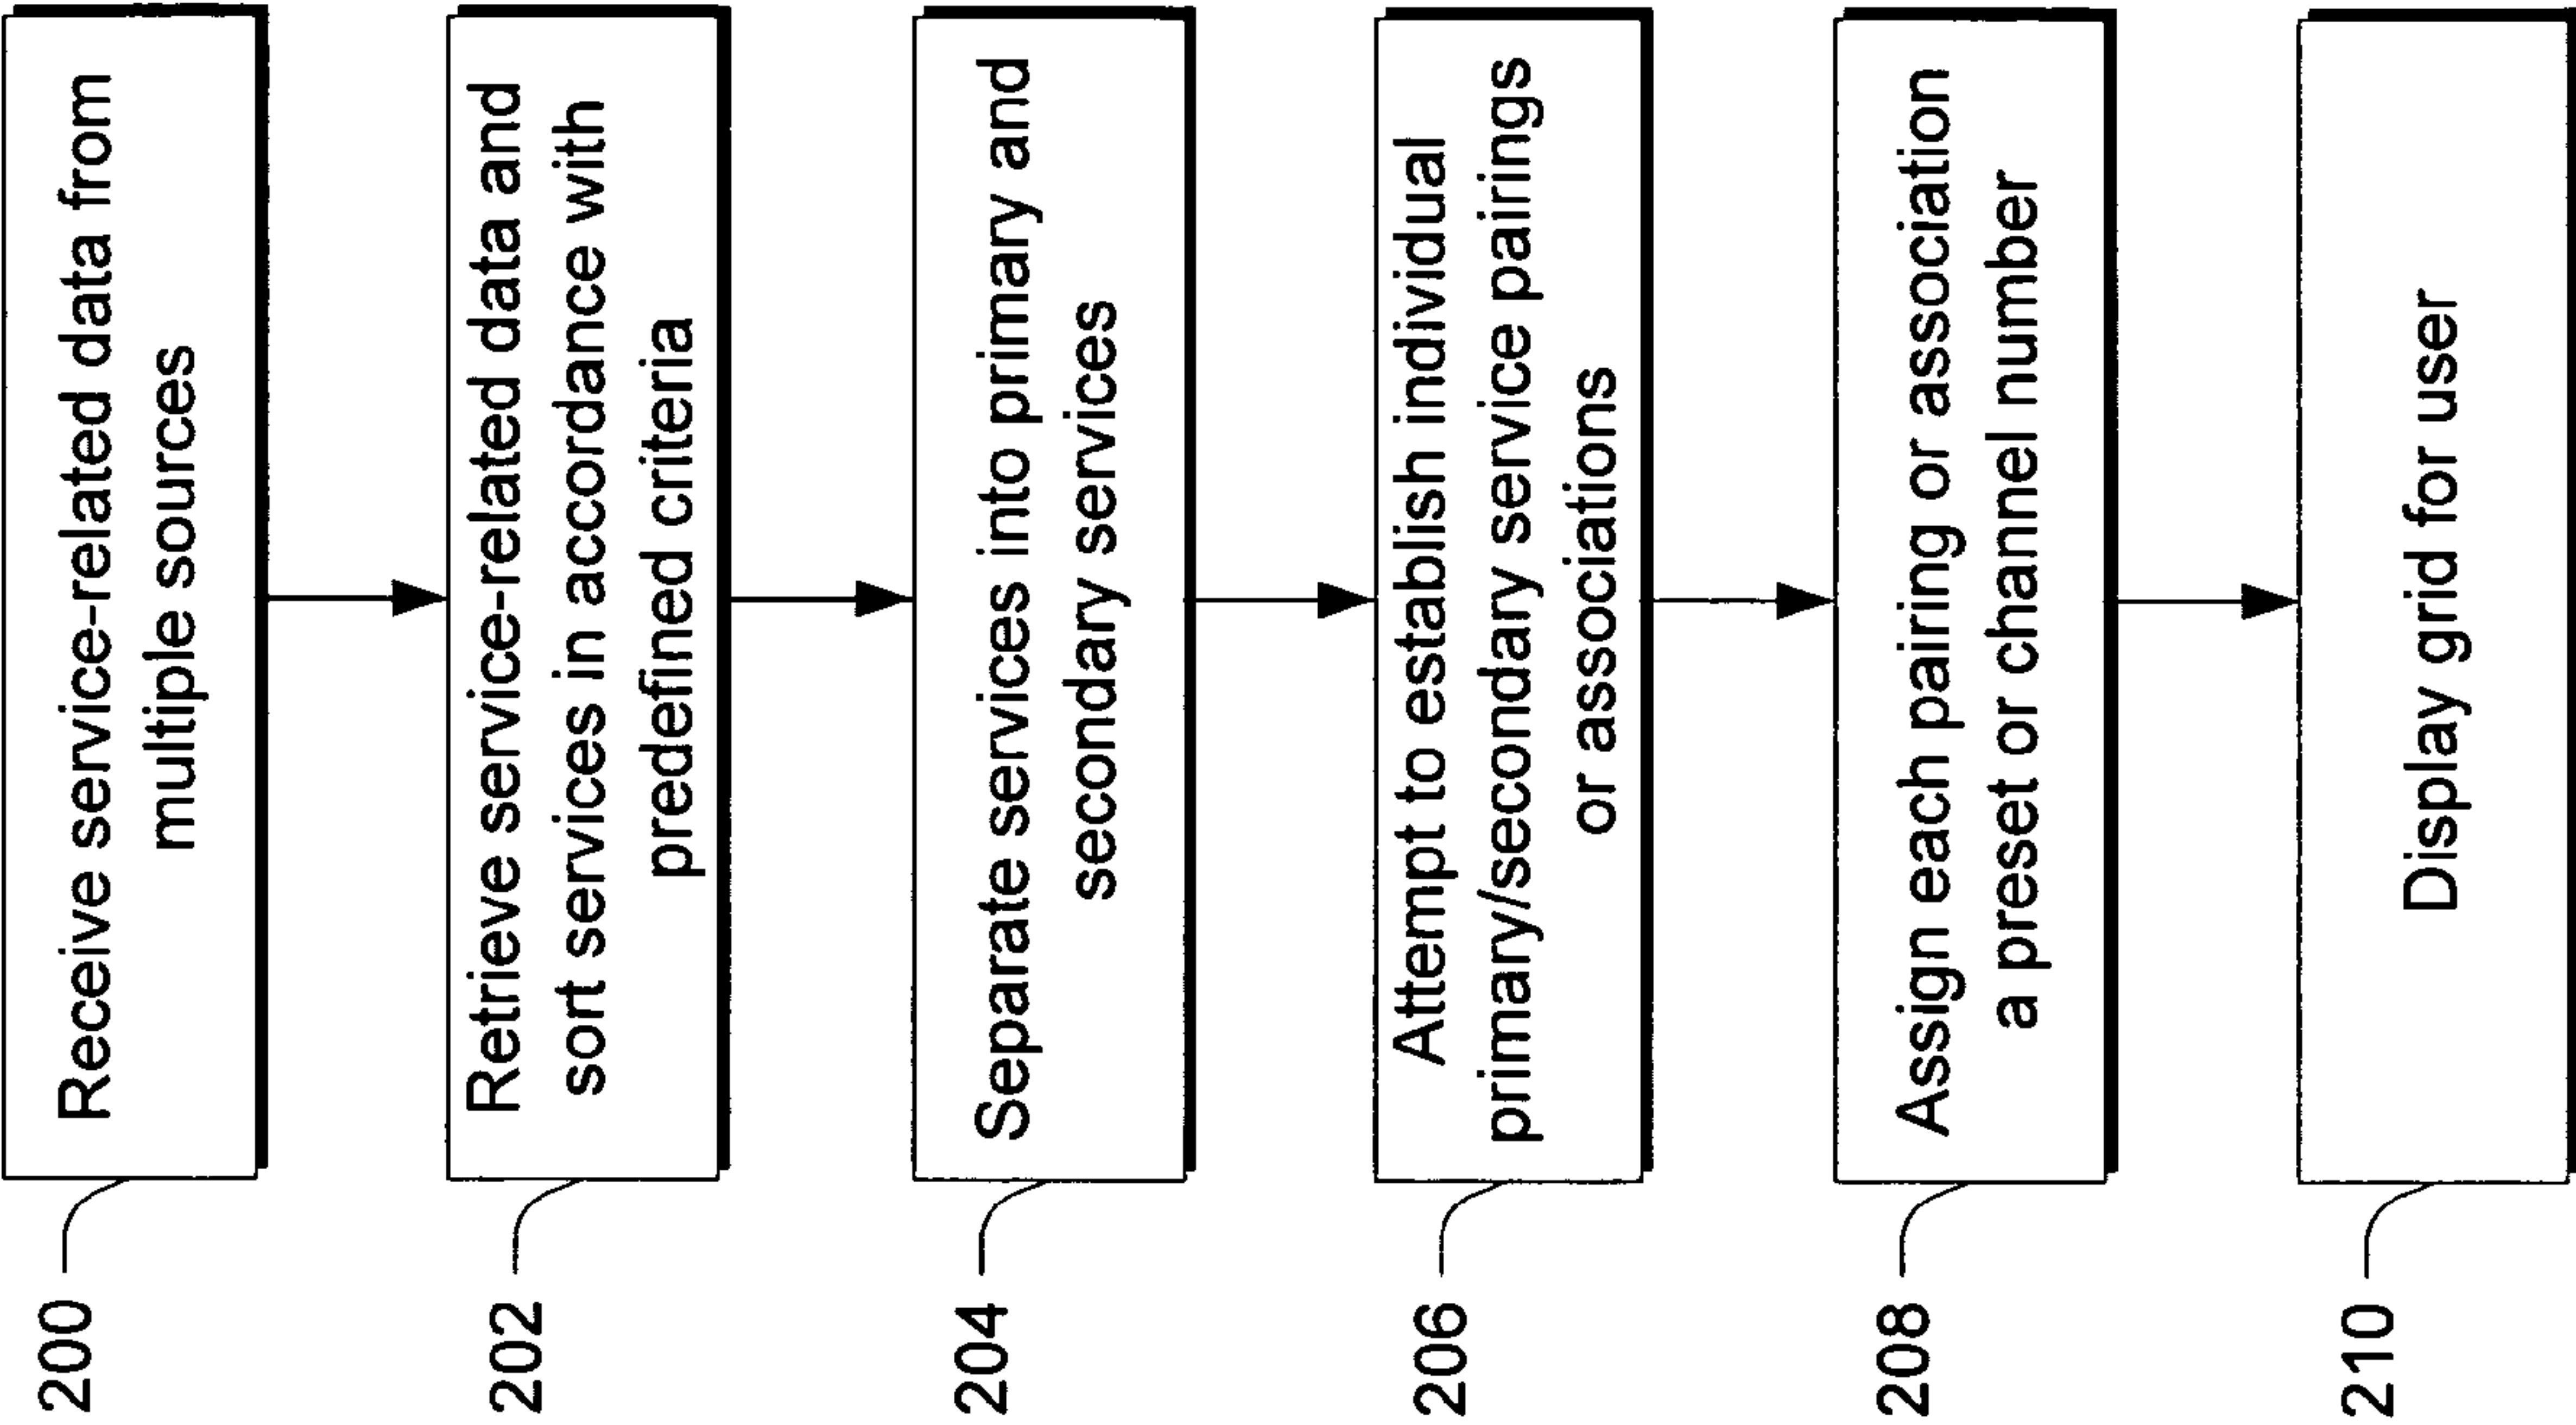 200
Receive service-related data from
multiple sources
202
Retrieve service-related data and
sort services in accordance with
predefined criteria
204
Separate services into primary and
secondary services
206
Attempt to establish individual
primary/secondary service pairings
or associations
208
Assign each pairing or association
a preset or channel number
210
Display grid for user